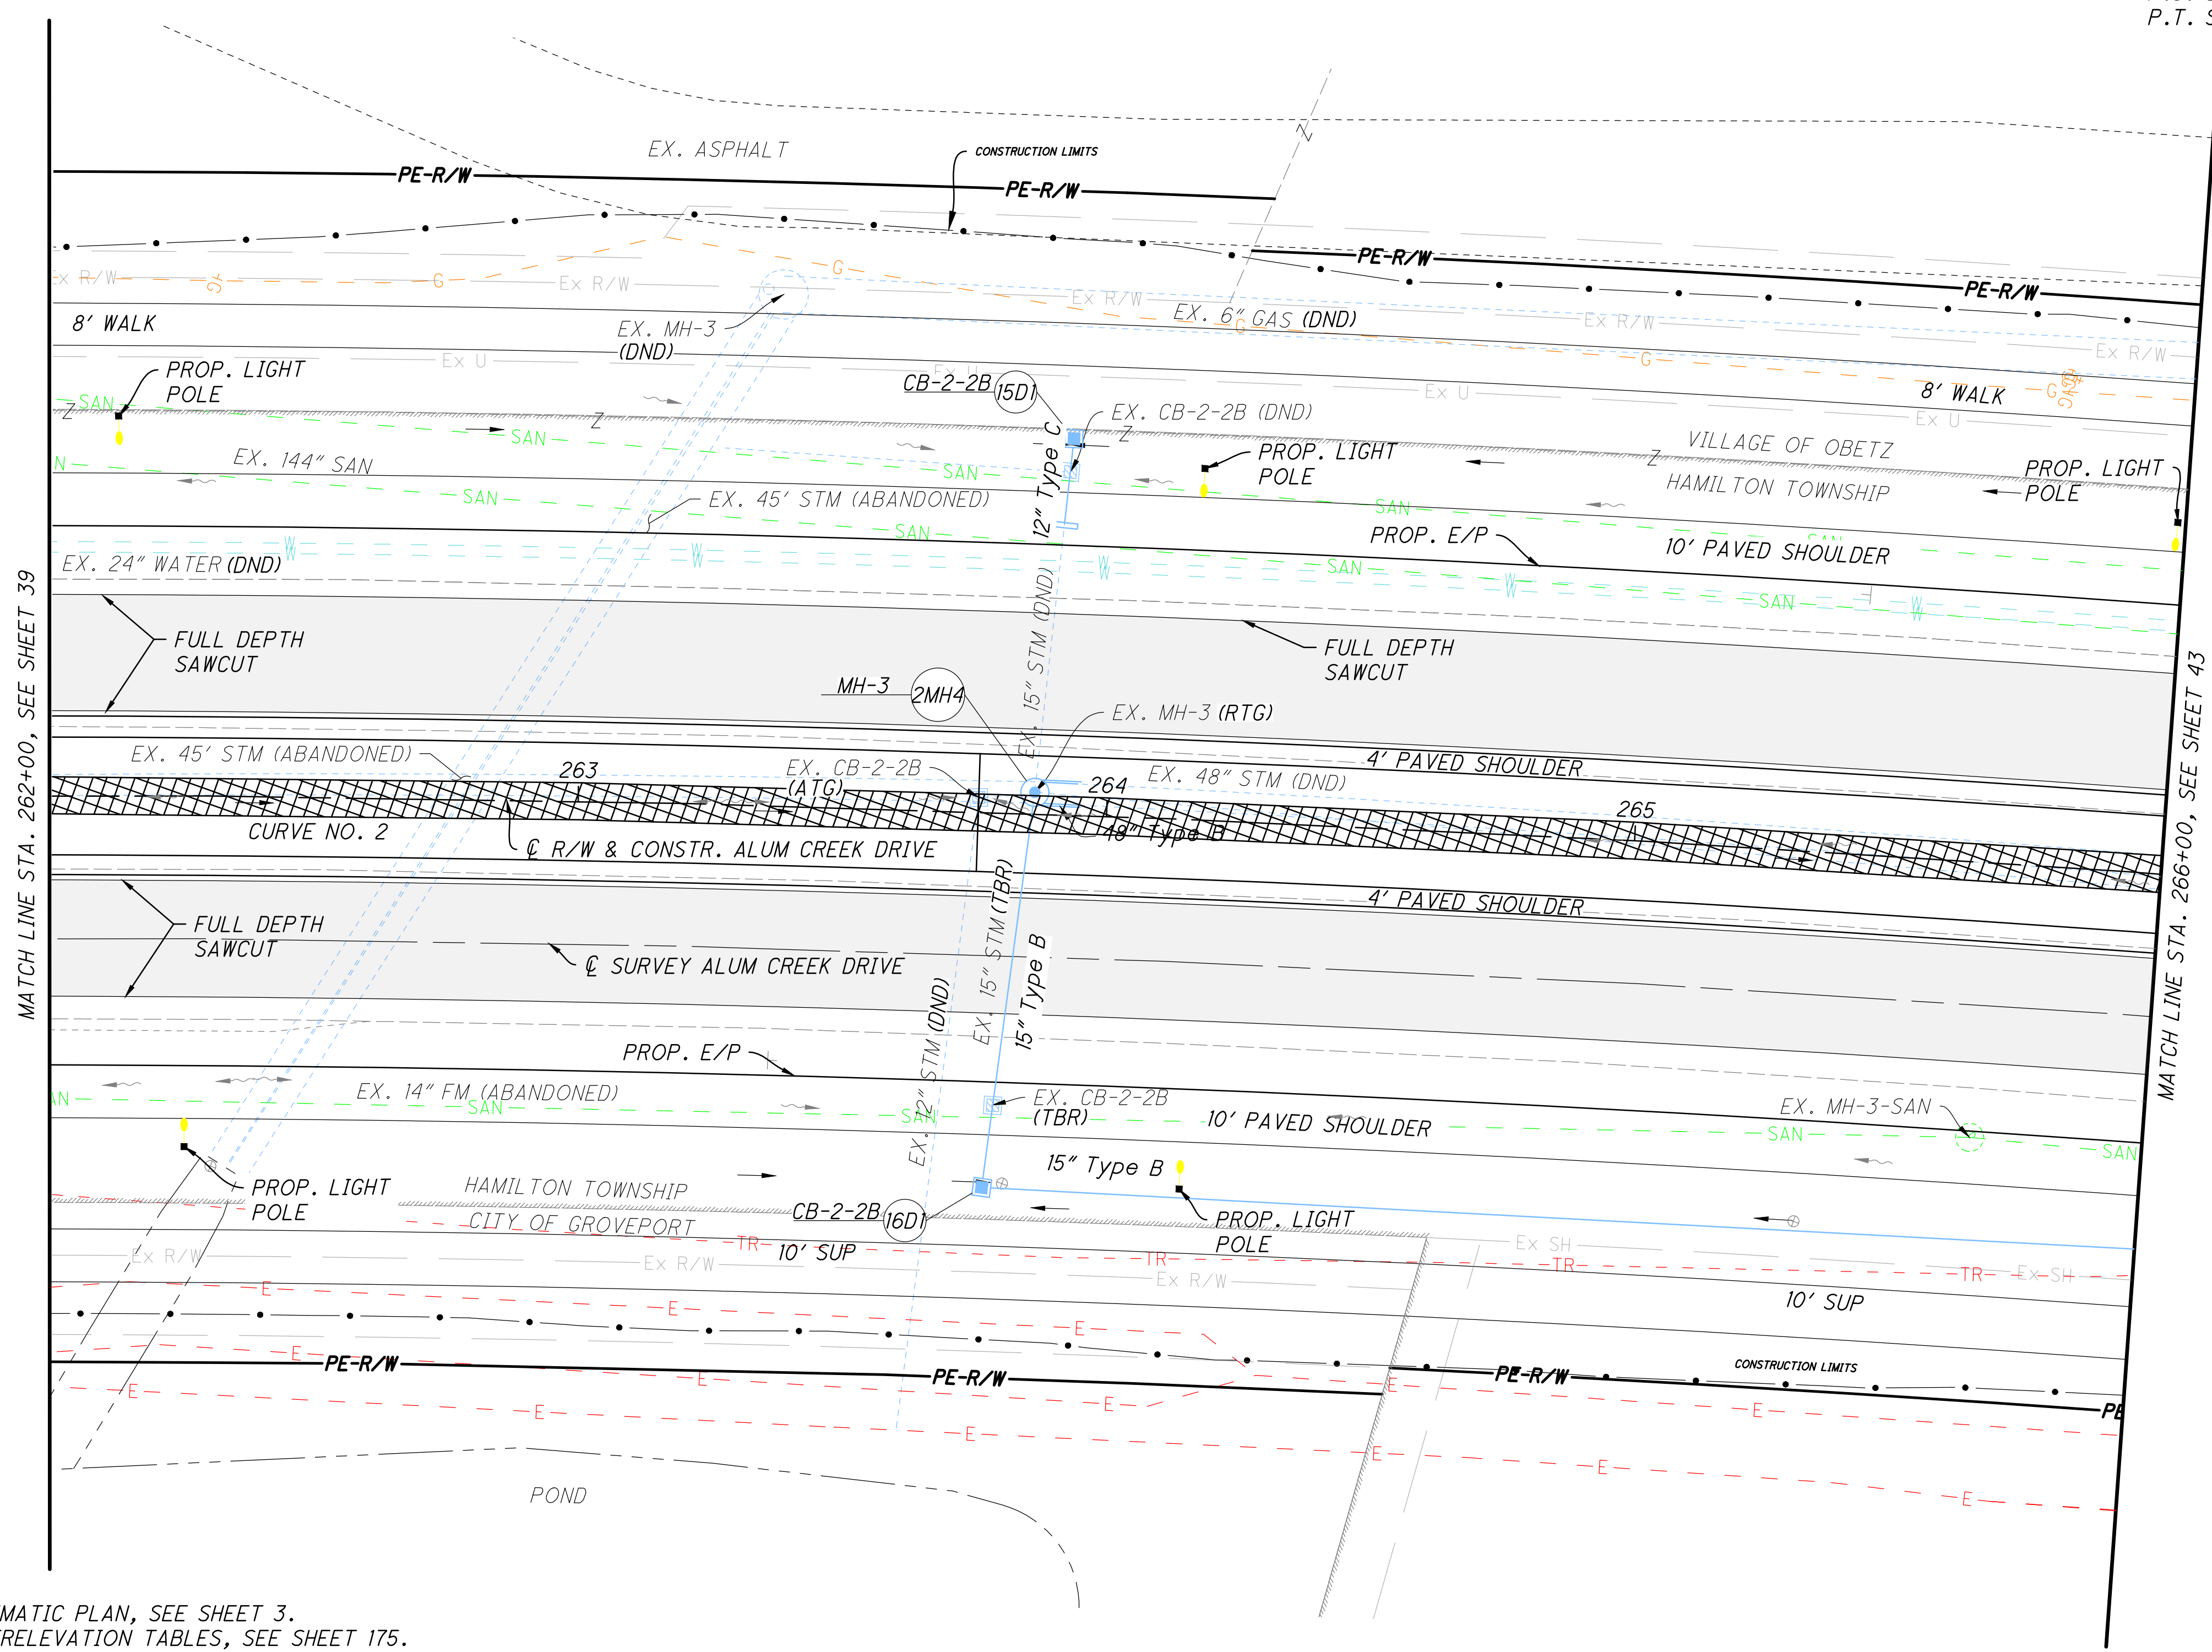 P.T. S
EX. ASPHALT
CONSTRUCTION LIMITS
PE-R/W
PE-R/W
Z
PE-R/W
PE-R/W
Ex R/W
G
G
Ex R/W
G
Ex R/W
EX. 6" GAS (DND)
G
Ex R/W
G
Ex R/W
G
8' WALK
EX. MH-3
(DND)
Ex U
Ex U
Ex U
Ex U
8' WALK
PROP. LIGHT
POLE
CB-2-2B
15D1
EX. CB-2-2B (DND)
SAN
Z
Z
SAN
Z
VILLAGE OF OBETZ
Z
HAMILTON TOWNSHIP
PROP. LIGHT
POLE
PROP. LIGHT
POLE
N
EX. 144" SAN
SAN
SAN
EX. 45' STM (ABANDONED)
12" Type C
SAN
SAN
SAN
PROP. E/P
10' PAVED SHOULDER
SAN
SAN
EX. 24" WATER (DND)
W
W
W
W
W
W
W
W
W
W
EX. 15" STM (DND)
MATCH LINE STA. 262+00, SEE SHEET 39
FULL DEPTH
SAWCUT
FULL DEPTH
SAWCUT
MATCH LINE STA. 266+00, SEE SHEET 43
MH-3
2MH4
EX. MH-3 (RTG)
EX. 45' STM (ABANDONED)
263
EX. CB-2-2B
(ATG)
264
EX. 48" STM (DND)
4' PAVED SHOULDER
265
CURVE NO. 2
℄ R/W & CONSTR. ALUM CREEK DRIVE
48" Type B
4' PAVED SHOULDER
FULL DEPTH
SAWCUT
℄ SURVEY ALUM CREEK DRIVE
EX. 15" STM (TBR)
15" Type B
EX. 12" STM (DND)
PROP. E/P
AN
EX. 14" FM (ABANDONED)
SAN
SAN
EX. CB-2-2B
(TBR)
10' PAVED SHOULDER
EX. MH-3-SAN
SAN
SAN
15" Type B
PROP. LIGHT
POLE
HAMILTON TOWNSHIP
CITY OF GROVEPORT
CB-2-2B
16D1
PROP. LIGHT
POLE
TR
10' SUP
TR
TR
TR
Ex SH
Ex SH
Ex R/W
Ex R/W
Ex R/W
10' SUP
E
E
E
E
E
E
E
E
PE-R/W
PE-R/W
PE-R/W
CONSTRUCTION LIMITS
PE
E
E
E
E
E
E
E
POND
MATIC PLAN, SEE SHEET 3.
RELEVATION TABLES, SEE SHEET 175.